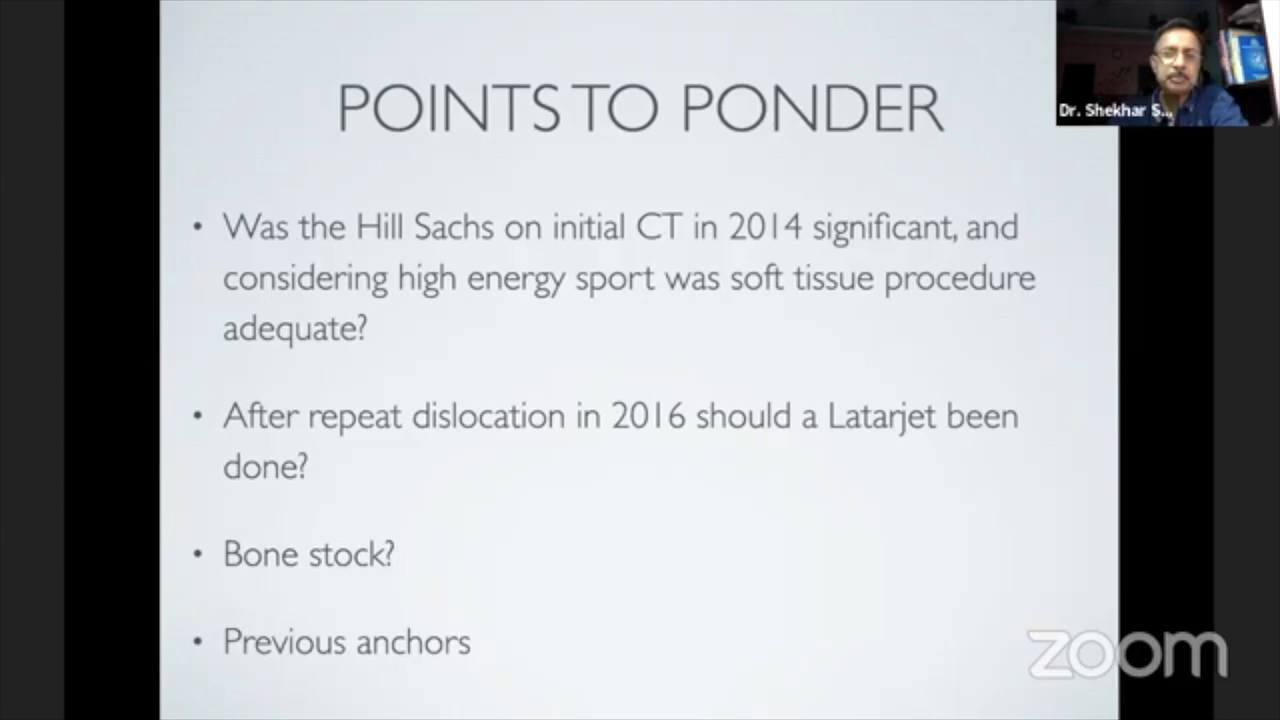 POINTS TO PONDER
Dr. Shekhar S...
• Was the Hill Sachs on initial CT in 2014 significant, and
considering high energy sport was soft tissue procedure
adequate?
• After repeat dislocation in 2016 should a Latarjet been
done?
• Bone stock?
• Previous anchors
zoom